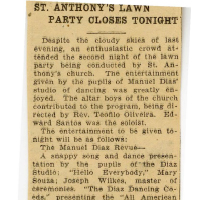 ST. ANTHONY'S LAWN
PARTY CLOSES TONIGHT
Despite the cloudy skies of last
evening, an enthusiastic crowd at-
tended the second night of the lawn
party being conducted by St. An-
thony's church. The entertainment
given by the pupils of Manuel Dias'
studio of dancing was greatly en-
joyed. The altar boys of the church
contributed to the program, being di-
rected by Rev. Teofilo Oliveira. Ed-
ward Santos was the soloist.
The entertainment to be given to-
night will be as follows:
The Manuel Diaz Revue—
A snappy song and dance presen-
tation by the pupils of the Diaz
Studio; "Hello Everybody," Mary
Souza; Joseph Wilkes, master of
ceremonies. "The Diaz Dancing Co-
eds," presenting the "All American